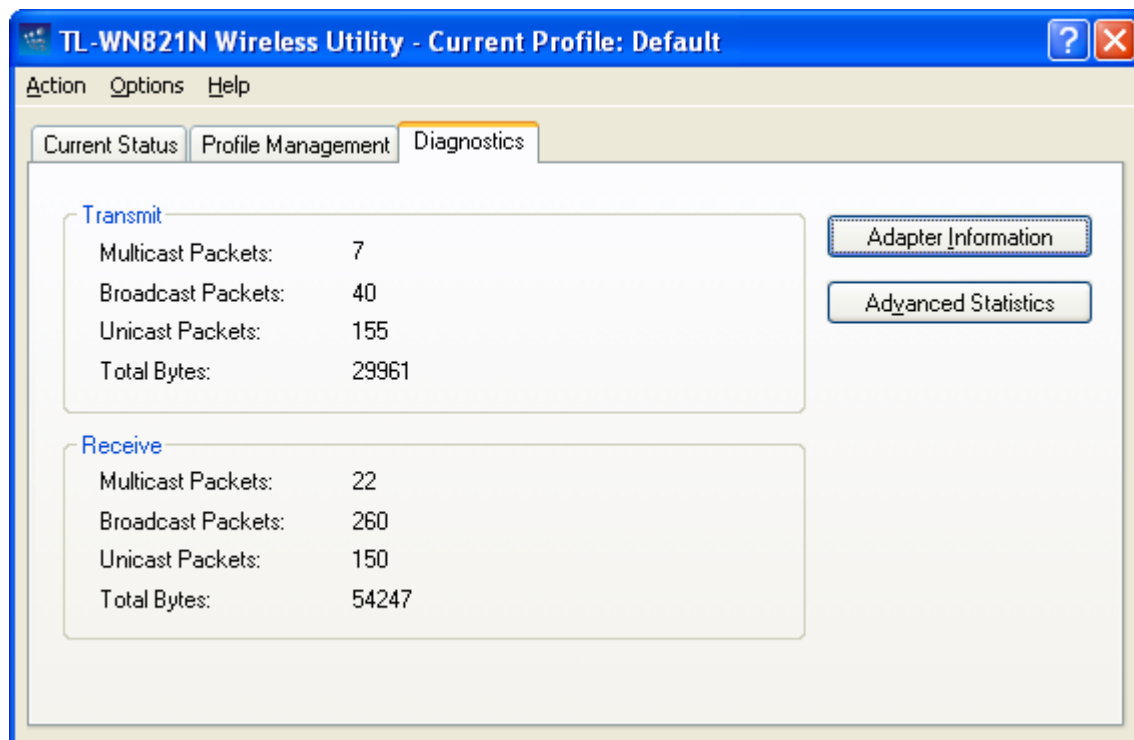 TL-WN821N Wireless Utility - Current Profile: Default
Action Options Help
Current Status Profile Management Diagnostics
Transmit
Multicast Packets: 7
Broadcast Packets: 40
Unicast Packets: 155
Total Bytes: 29961
Adapter Information
Advanced Statistics
Receive
Multicast Packets: 22
Broadcast Packets: 260
Unicast Packets: 150
Total Bytes: 54247